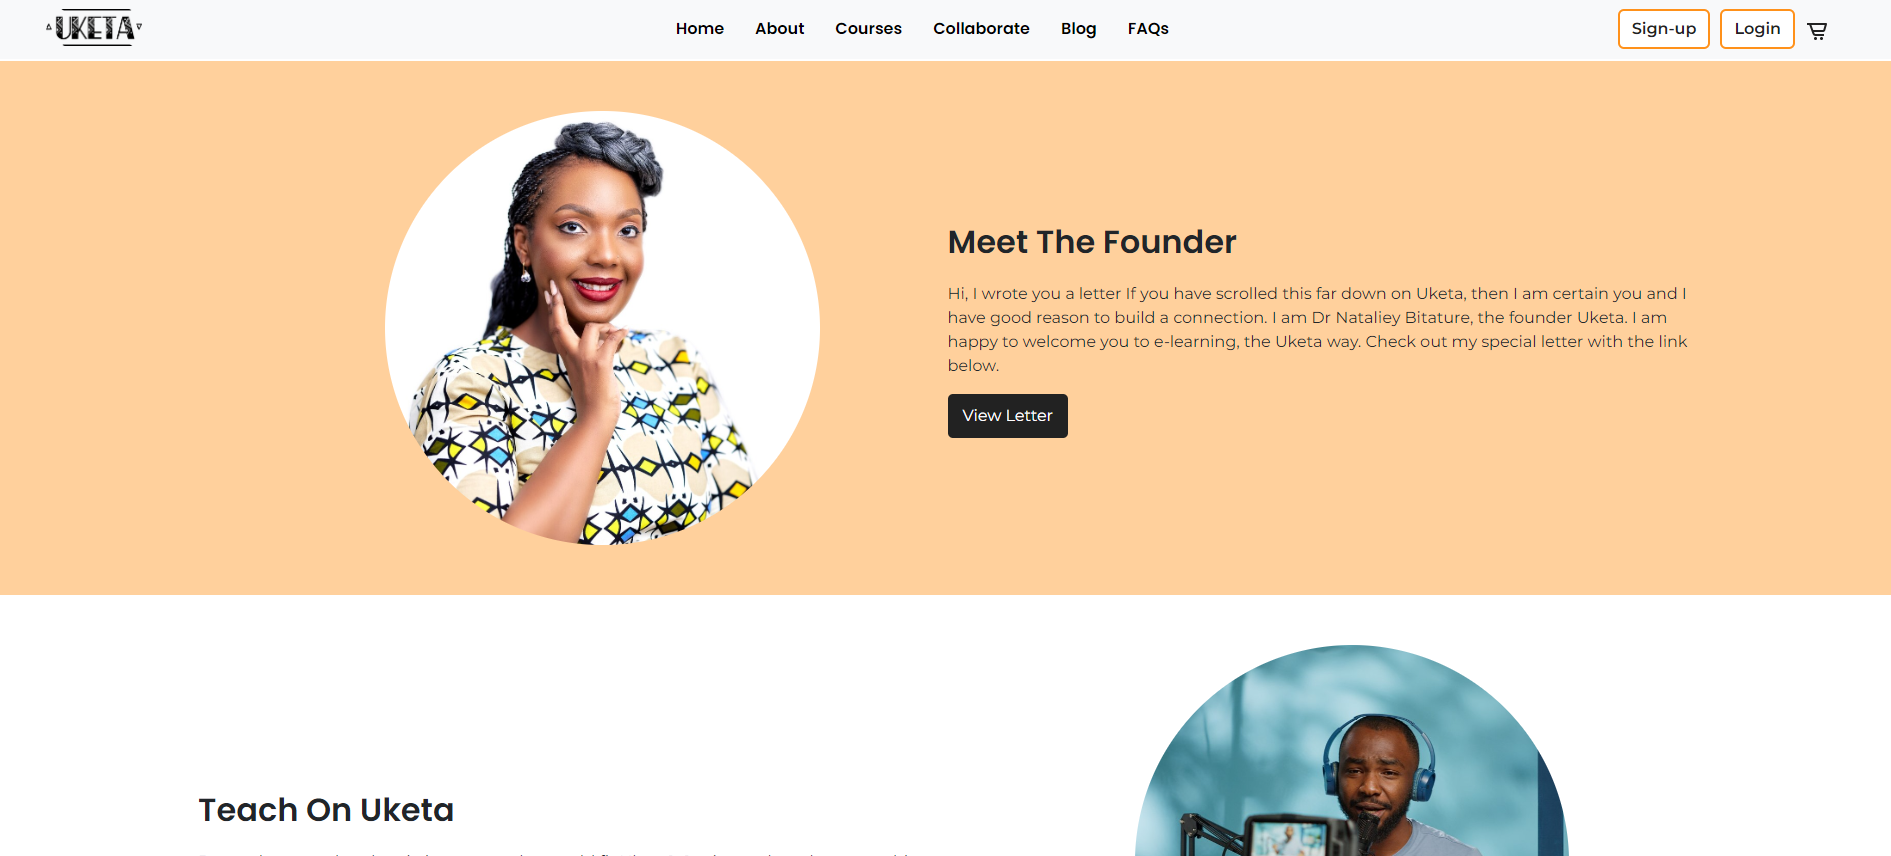 UKETA
Home About Courses Collaborate Blog FAQs
Sign-up Login
Meet The Founder
Hi, I wrote you a letter If you have scrolled this far down on Uketa, then I am certain you and I
have good reason to build a connection. I am Dr Nataliey Bitature, the founder Uketa. I am
happy to welcome you to e-learning, the Uketa way. Check out my special letter with the link
below.
View Letter
Teach On Uketa